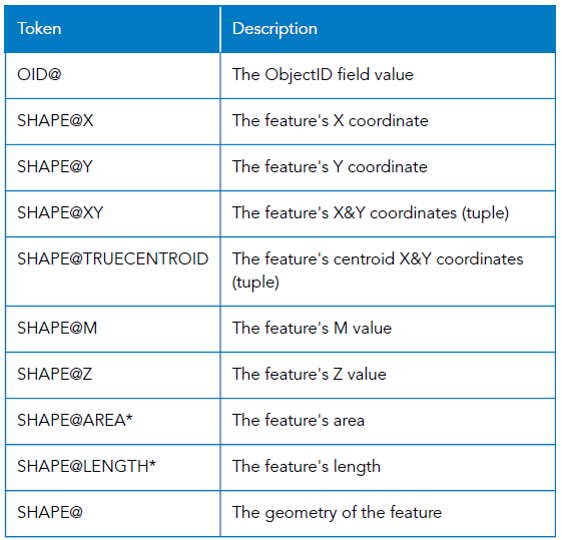 Token Description
OID@ The ObjectID field value
SHAPE@X The feature's X coordinate
SHAPE@Y The feature's Y coordinate
SHAPE@XY The feature's X&Y coordinates (tuple)
SHAPE@TRUECENTROID The feature's centroid X&Y coordinates
(tuple)
SHAPE@M The feature's M value
SHAPE@Z The feature's Z value
SHAPE@AREA* The feature's area
SHAPE@LENGTH* The feature's length
SHAPE@ The geometry of the feature